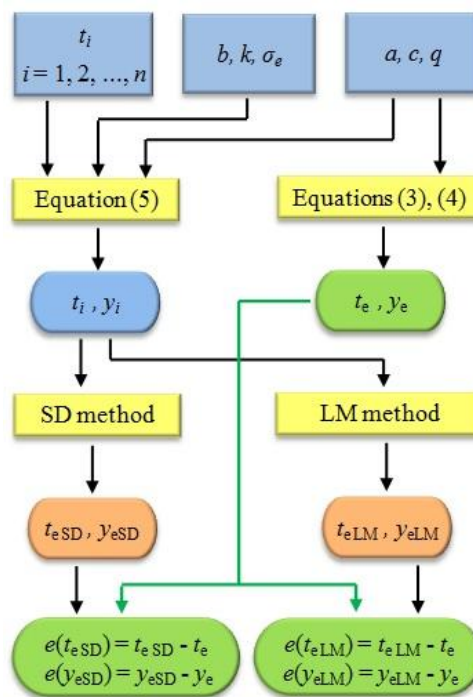 t_i
i = 1, 2, ..., n
b, k, σ_e
a, c, q
Equation (5)
Equations (3), (4)
t_i , y_i
t_e , y_e
SD method
LM method
t_eSD , y_eSD
t_eLM , y_eLM
e(t_eSD) = t_eSD - t_e
e(y_eSD) = y_eSD - y_e
e(t_eLM) = t_eLM - t_e
e(y_eLM) = y_eLM - y_e